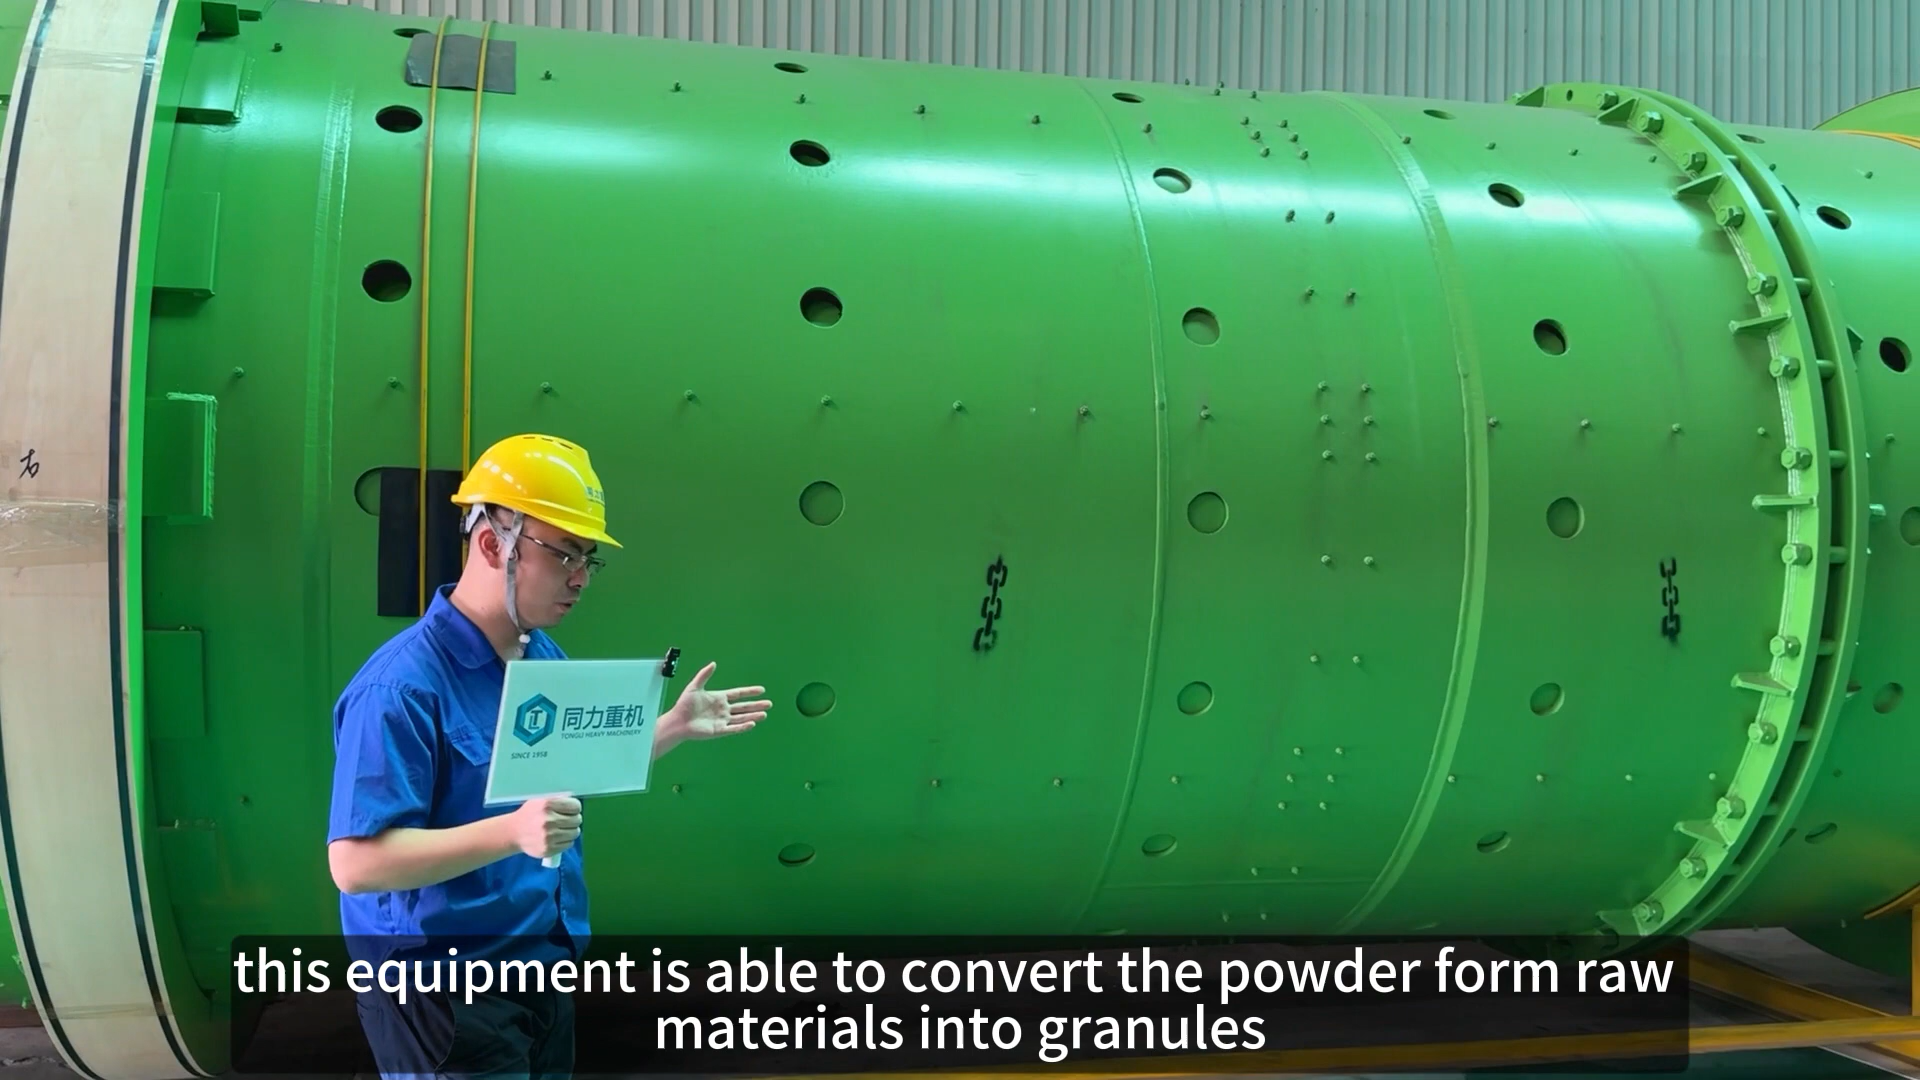 右
同力重机
TONGLI HEAVY MACHINERY
SINCE 1958
this equipment is able to convert the powder form raw
materials into granules